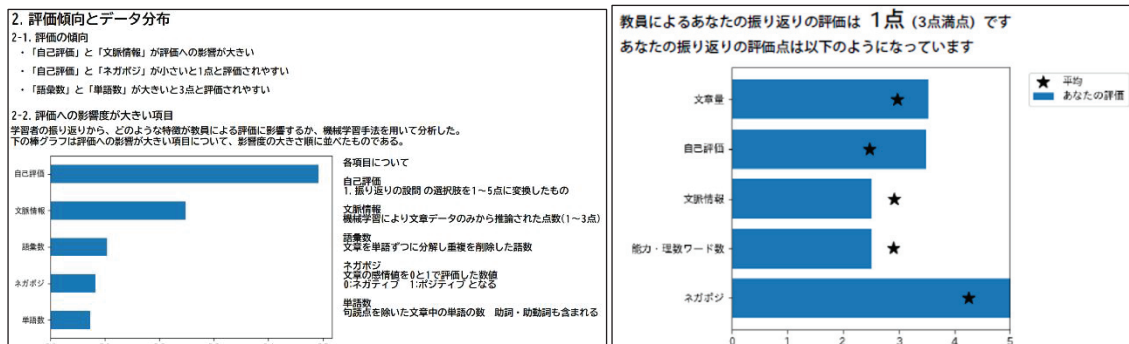 2. 評価傾向とデータ分布
2-1. 評価の傾向
・「自己評価」と「文脈情報」が評価への影響が大きい
・「自己評価」と「ネガポジ」が小さいと1点と評価されやすい
・「語彙数」と「単語数」が大きいと3点と評価されやすい
2-2. 評価への影響度が大きい項目
学習者の振り返りから、どのような特徴が教員による評価に影響するか、機械学習手法を用いて分析した。
下の棒グラフは評価への影響が大きい項目について、影響度の大きさ順に並べたものである。
自己評価
文脈情報
語彙数
ネガポジ
単語数
各項目について
自己評価
1. 振り返りの設問 の選択肢を1～5点に変換したもの
文脈情報
機械学習により文章データのみから推論された点数(1～3点)
語彙数
文章を単語ずつに分解し重複を削除した語数
ネガポジ
文章の感情値を0と1で評価した数値
0:ネガティブ 1:ポジティブ となる
単語数
句読点を除いた文章中の単語の数 助詞・助動詞も含まれる
教員によるあなたの振り返りの評価は 1点 (3点満点) です
あなたの振り返りの評価点は以下のようになっています
文章量
自己評価
文脈情報
能力・理数ワード数
ネガポジ
0 1 2 3 4 5
平均
あなたの評価